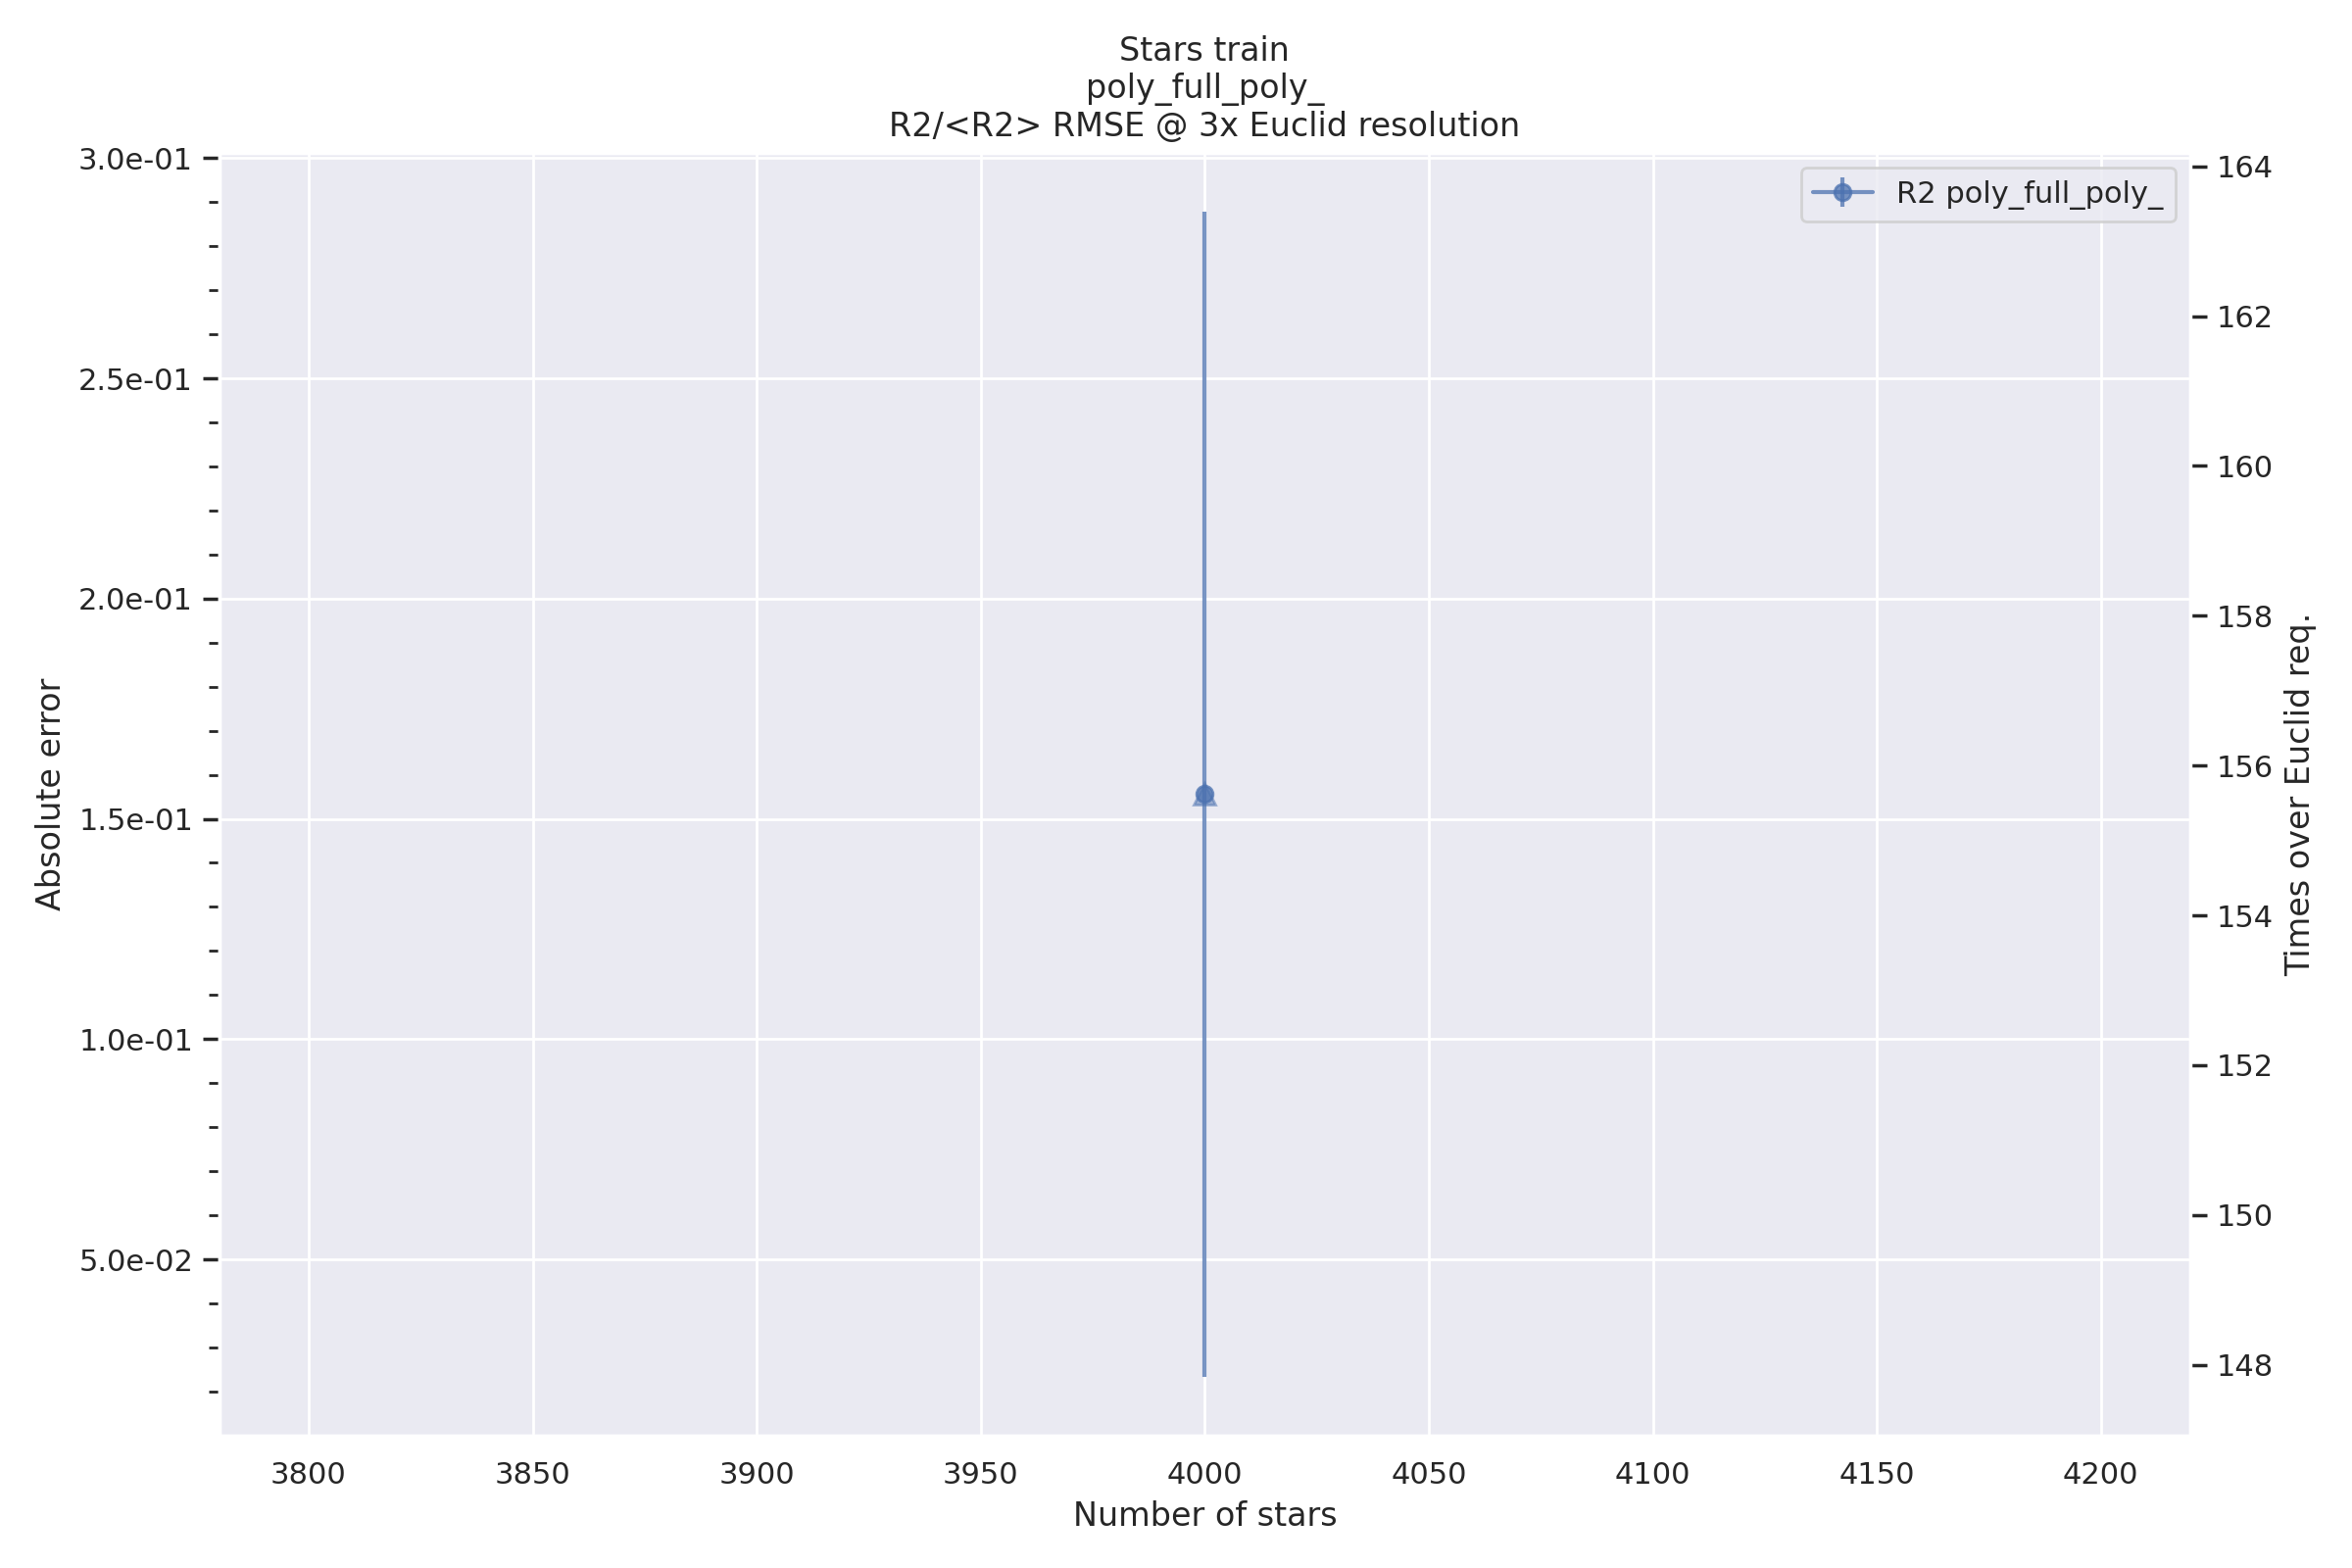 Stars train
poly_full_poly_
R2/<R2> RMSE @ 3x Euclid resolution
R2 poly_full_poly_
Absolute error
3.0e-01
2.5e-01
2.0e-01
1.5e-01
1.0e-01
5.0e-02
164
162
160
158
156
154
152
150
148
Times over Euclid req.
3800 3850 3900 3950 4000 4050 4100 4150 4200
Number of stars